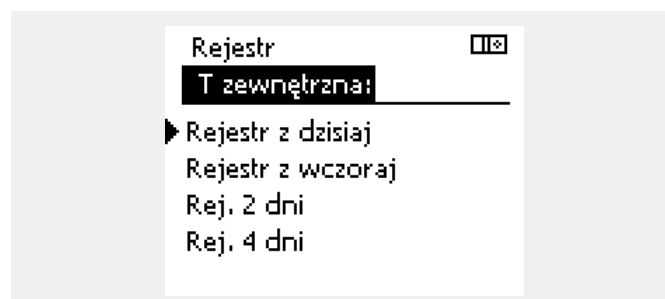 Rejestr
T zewnętrzna:
Rejestr z dzisiaj
Rejestr z wczoraj
Rej. 2 dni
Rej. 4 dni